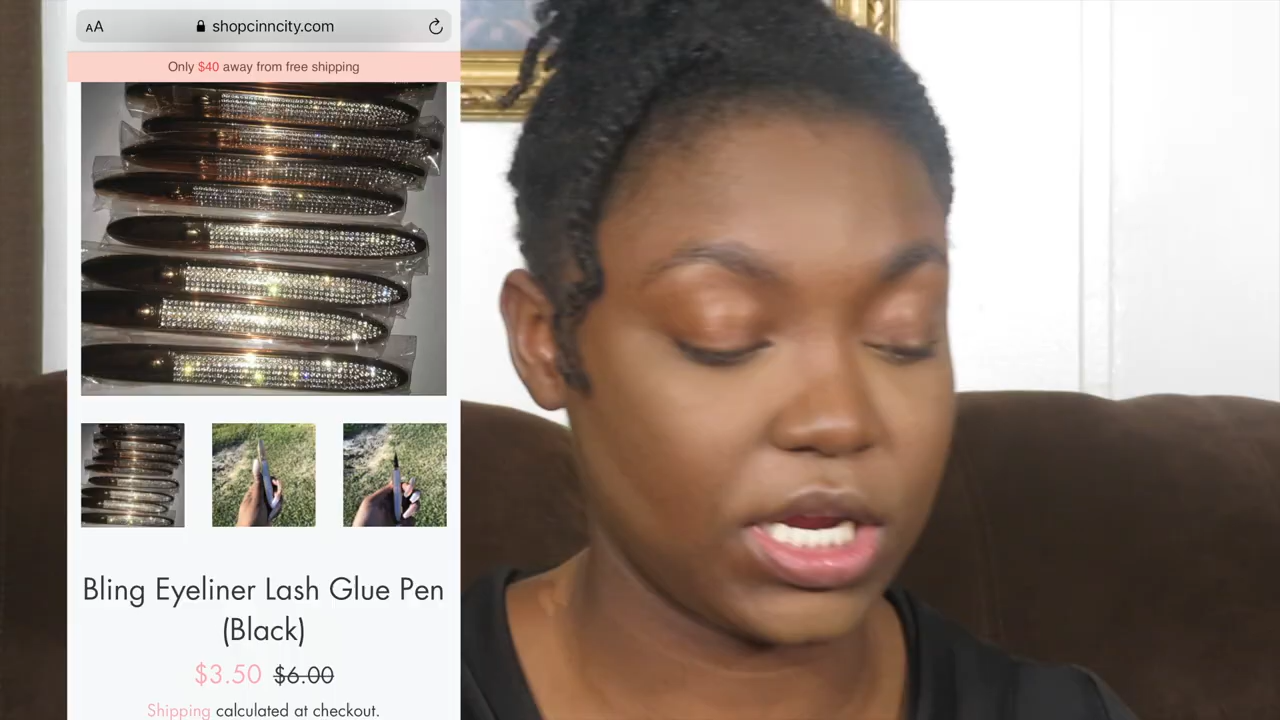 AA shopcinncity.com
Only $40 away from free shipping
Bling Eyeliner Lash Glue Pen
(Black)
$3.50 $6.00
Shipping calculated at checkout.